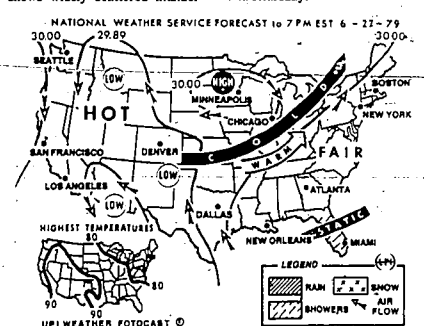 NATIONAL WEATHER SERVICE FORECAST to 7 PM EST 6 - 22 - 79
30.00
29.89
30.00
SEATTLE
LOW
30.00
HIGH
MINNEAPOLIS
BOSTON
NEW YORK
HOT
CHICAGO
COLD
WARM
FAIR
SAN FRANCISCO
DENVER
LOW
LOS ANGELES
LOW
ATLANTA
DALLAS
NEW ORLEANS
STATIC
MIAMI
HIGHEST TEMPERATURES
80
80
90
90
LEGEND
RAIN
SNOW
SHOWERS
AIR FLOW
UPI WEATHER FOTOCAST ©